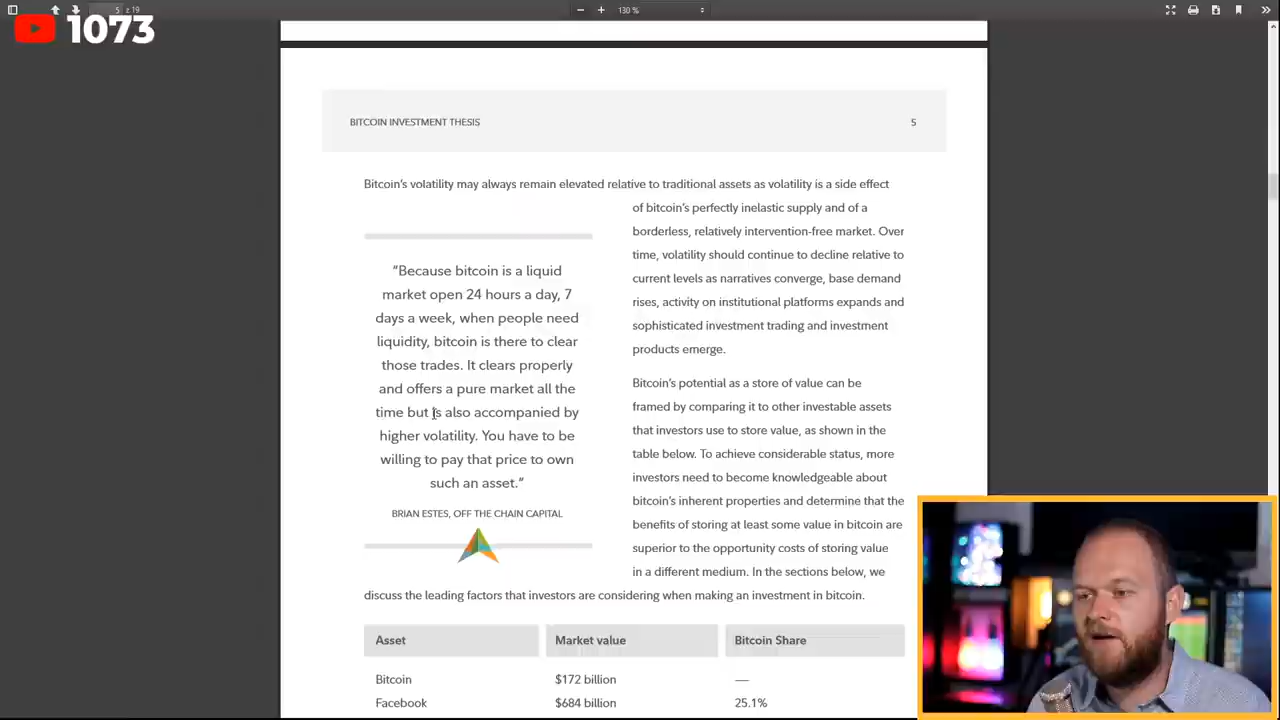 5 z 19
130 %
1073
BITCOIN INVESTMENT THESIS
5
Bitcoin’s volatility may always remain elevated relative to traditional assets as volatility is a side effect
of bitcoin’s perfectly inelastic supply and of a
borderless, relatively intervention-free market. Over
time, volatility should continue to decline relative to
current levels as narratives converge, base demand
rises, activity on institutional platforms expands and
sophisticated investment trading and investment
products emerge.
“Because bitcoin is a liquid
market open 24 hours a day, 7
days a week, when people need
liquidity, bitcoin is there to clear
those trades. It clears properly
and offers a pure market all the
time but is also accompanied by
higher volatility. You have to be
willing to pay that price to own
such an asset.”
BRIAN ESTES, OFF THE CHAIN CAPITAL
Bitcoin’s potential as a store of value can be
framed by comparing it to other investable assets
that investors use to store value, as shown in the
table below. To achieve considerable status, more
investors need to become knowledgeable about
bitcoin’s inherent properties and determine that the
benefits of storing at least some value in bitcoin are
superior to the opportunity costs of storing value
in a different medium. In the sections below, we
discuss the leading factors that investors are considering when making an investment in bitcoin.
Asset Market value Bitcoin Share
Bitcoin $172 billion —
Facebook $684 billion 25.1%